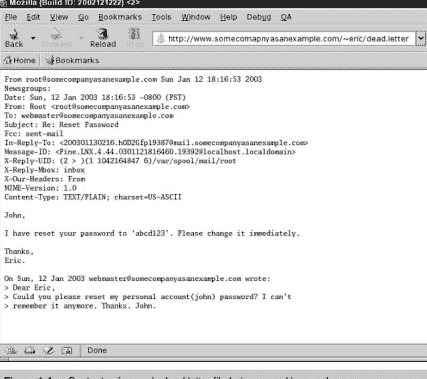 Mozilla {Build ID: 2002121222} <2>
File Edit View Go Bookmarks Tools Window Help Debug QA
Back Forward Reload Stop http://www.somecomapnyasanexample.com/~eric/dead.letter
Home Bookmarks
From root@somecompanyasanexample.com Sun Jan 12 18:16:53 2003
Newsgroups:
Date: Sun, 12 Jan 2003 18:16:53 -0800 (PST)
From: Root <root@somecompanyasanexample.com>
To: webmaster@somecompanyasanexample.com
Subject: Re: Reset Password
Fcc: sent-mail
In-Reply-To: <200301130216.h0D2Gfp19387@mail.somecompanyasanexample.com>
Message-ID: <Pine.LNX.4.44.0301121816460.19392@localhost.localdomain>
X-Reply-UID: (2 > )(1 1042164847 6)/var/spool/mail/root
X-Reply-Mbox: inbox
X-Our-Headers: From
MIME-Version: 1.0
Content-Type: TEXT/PLAIN; charset=US-ASCII
John,
I have reset your password to 'abcd123'. Please change it immediately.
Thanks,
Eric.
On Sun, 12 Jan 2003 webmaster@somecompanyasanexample.com wrote:
> Dear Eric,
> Could you please reset my personal account(john) password? I can't
> remember it anymore. Thanks. John.
Done